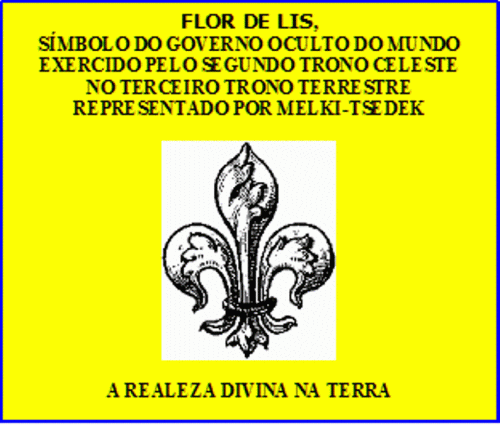 FLOR DE LIS,
SÍMBOLO DO GOVERNO OCULTO DO MUNDO
EXERCIDO PELO SEGUNDO TRONO CELESTE
NO TERCEIRO TRONO TERRESTRE
REPRESENTADO POR MELKI-TSEDEK
A REALEZA DIVINA NA TERRA